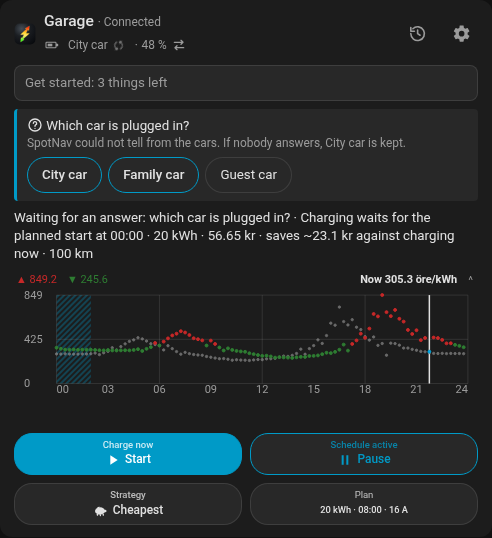 Garage · Connected
City car · 48 %
Get started: 3 things left
Which car is plugged in?
SpotNav could not tell from the cars. If nobody answers, City car is kept.
City car
Family car
Guest car
Waiting for an answer: which car is plugged in? · Charging waits for the
planned start at 00:00 · 20 kWh · 56.65 kr · saves ~23.1 kr against charging
now · 100 km
▲ 849.2 ▼ 245.6
Now 305.3 öre/kWh ^
849
425
0
00 03 06 09 12 15 18 21 24
Charge now
Start
Schedule active
Pause
Strategy
Cheapest
Plan
20 kWh · 08:00 · 16 A